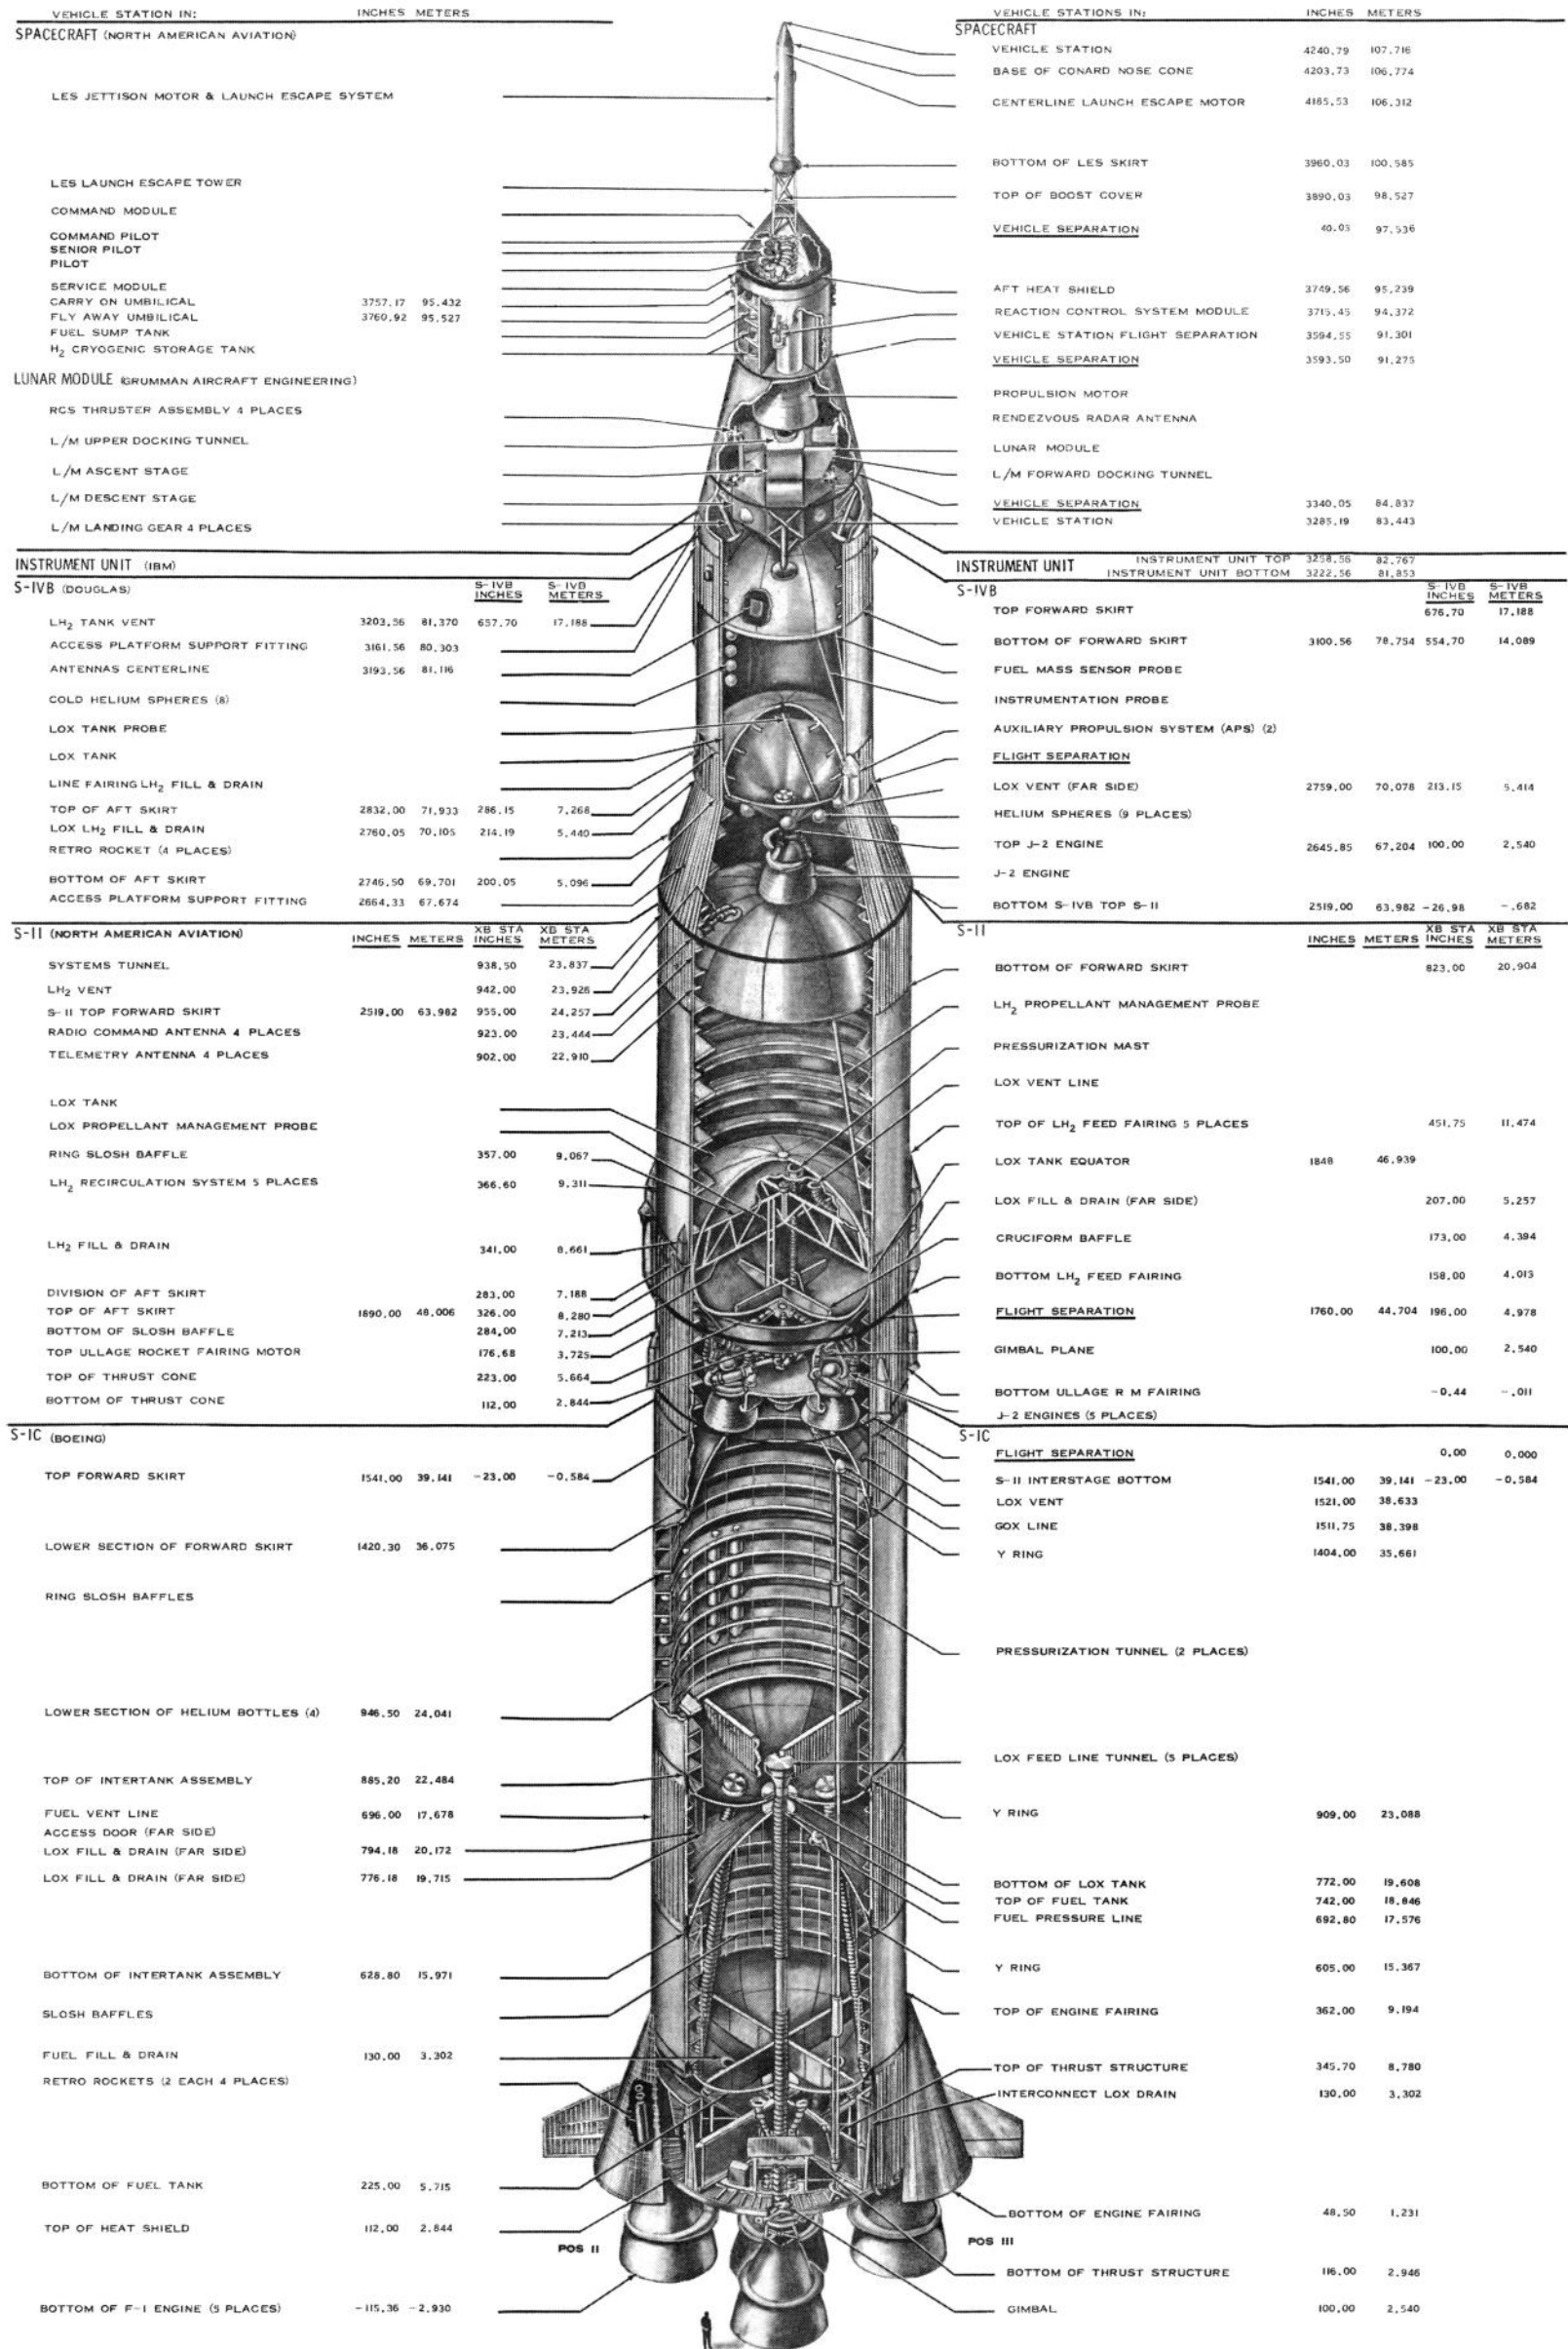 VEHICLE STATION IN: INCHES METERS
SPACECRAFT (NORTH AMERICAN AVIATION)
LES JETTISON MOTOR & LAUNCH ESCAPE SYSTEM
LES LAUNCH ESCAPE TOWER
COMMAND MODULE
COMMAND PILOT
SENIOR PILOT
PILOT
SERVICE MODULE
CARRY ON UMBILICAL 3757.17 95.432
FLY AWAY UMBILICAL 3760.92 95.527
FUEL SUMP TANK
H2 CRYOGENIC STORAGE TANK
LUNAR MODULE (GRUMMAN AIRCRAFT ENGINEERING)
RCS THRUSTER ASSEMBLY 4 PLACES
L/M UPPER DOCKING TUNNEL
L/M ASCENT STAGE
L/M DESCENT STAGE
L/M LANDING GEAR 4 PLACES
INSTRUMENT UNIT (IBM)
S-IVB (DOUGLAS) S-IVB INCHES S-IVB METERS
LH2 TANK VENT 3203.56 81.370 657.70 17.188
ACCESS PLATFORM SUPPORT FITTING 3161.56 80.303
ANTENNAS CENTERLINE 3193.56 81.116
COLD HELIUM SPHERES (8)
LOX TANK PROBE
LOX TANK
LINE FAIRING LH2 FILL & DRAIN
TOP OF AFT SKIRT 2832.00 71.933 286.15 7.268
LOX LH2 FILL & DRAIN 2760.05 70.105 214.19 5.440
RETRO ROCKET (4 PLACES)
BOTTOM OF AFT SKIRT 2746.50 69.701 200.05 5.096
ACCESS PLATFORM SUPPORT FITTING 2664.33 67.674
S-II (NORTH AMERICAN AVIATION) INCHES METERS XB STA INCHES XB STA METERS
SYSTEMS TUNNEL 938.50 23.837
LH2 VENT 942.00 23.926
S-II TOP FORWARD SKIRT 2519.00 63.982 955.00 24.257
RADIO COMMAND ANTENNA 4 PLACES 923.00 23.444
TELEMETRY ANTENNA 4 PLACES 902.00 22.910
LOX TANK
LOX PROPELLANT MANAGEMENT PROBE
RING SLOSH BAFFLE 357.00 9.067
LH2 RECIRCULATION SYSTEM 5 PLACES 366.60 9.311
LH2 FILL & DRAIN 341.00 8.661
DIVISION OF AFT SKIRT 283.00 7.188
TOP OF AFT SKIRT 1890.00 48.006 326.00 8.280
BOTTOM OF SLOSH BAFFLE 284.00 7.213
TOP ULLAGE ROCKET FAIRING MOTOR 176.68 3.725
TOP OF THRUST CONE 223.00 5.664
BOTTOM OF THRUST CONE 112.00 2.844
S-IC (BOEING)
TOP FORWARD SKIRT 1541.00 39.141 -23.00 -0.584
LOWER SECTION OF FORWARD SKIRT 1420.30 36.075
RING SLOSH BAFFLES
LOWER SECTION OF HELIUM BOTTLES (4) 946.50 24.041
TOP OF INTERTANK ASSEMBLY 885.20 22.484
FUEL VENT LINE 696.00 17.678
ACCESS DOOR (FAR SIDE)
LOX FILL & DRAIN (FAR SIDE) 794.18 20.172
LOX FILL & DRAIN (FAR SIDE) 776.18 19.715
BOTTOM OF INTERTANK ASSEMBLY 628.80 15.971
SLOSH BAFFLES
FUEL FILL & DRAIN 130.00 3.302
RETRO ROCKETS (2 EACH 4 PLACES)
BOTTOM OF FUEL TANK 225.00 5.715
TOP OF HEAT SHIELD 112.00 2.844
POS II
BOTTOM OF F-1 ENGINE (5 PLACES) -115.36 -2.930
VEHICLE STATIONS IN: INCHES METERS
SPACECRAFT
VEHICLE STATION 4240.79 107.716
BASE OF CONARD NOSE CONE 4203.73 106.774
CENTERLINE LAUNCH ESCAPE MOTOR 4185.53 106.312
BOTTOM OF LES SKIRT 3960.03 100.585
TOP OF BOOST COVER 3890.03 98.527
VEHICLE SEPARATION 40.03 97.536
AFT HEAT SHIELD 3749.56 95.239
REACTION CONTROL SYSTEM MODULE 3715.45 94.372
VEHICLE STATION FLIGHT SEPARATION 3594.55 91.301
VEHICLE SEPARATION 3593.50 91.275
PROPULSION MOTOR
RENDEZVOUS RADAR ANTENNA
LUNAR MODULE
L/M FORWARD DOCKING TUNNEL
VEHICLE SEPARATION 3340.05 84.837
VEHICLE STATION 3285.19 83.443
INSTRUMENT UNIT INSTRUMENT UNIT TOP 3258.56 82.767
INSTRUMENT UNIT BOTTOM 3222.56 81.853
S-IVB S-IVB INCHES S-IVB METERS
TOP FORWARD SKIRT 676.70 17.188
BOTTOM OF FORWARD SKIRT 3100.56 78.754 554.70 14.089
FUEL MASS SENSOR PROBE
INSTRUMENTATION PROBE
AUXILIARY PROPULSION SYSTEM (APS) (2)
FLIGHT SEPARATION
LOX VENT (FAR SIDE) 2759.00 70.078 213.15 5.414
HELIUM SPHERES (9 PLACES)
TOP J-2 ENGINE 2645.85 67.204 100.00 2.540
J-2 ENGINE
BOTTOM S-IVB TOP S-II 2519.00 63.982 -26.98 -.682
S-II INCHES METERS XB STA INCHES XB STA METERS
BOTTOM OF FORWARD SKIRT 823.00 20.904
LH2 PROPELLANT MANAGEMENT PROBE
PRESSURIZATION MAST
LOX VENT LINE
TOP OF LH2 FEED FAIRING 5 PLACES 451.75 11.474
LOX TANK EQUATOR 1848 46.939
LOX FILL & DRAIN (FAR SIDE) 207.00 5.257
CRUCIFORM BAFFLE 173.00 4.394
BOTTOM LH2 FEED FAIRING 158.00 4.013
FLIGHT SEPARATION 1760.00 44.704 196.00 4.978
GIMBAL PLANE 100.00 2.540
BOTTOM ULLAGE R M FAIRING -0.44 -.011
J-2 ENGINES (5 PLACES)
S-IC
FLIGHT SEPARATION 0.00 0.000
S-II INTERSTAGE BOTTOM 1541.00 39.141 -23.00 -0.584
LOX VENT 1521.00 38.633
GOX LINE 1511.75 38.398
Y RING 1404.00 35.661
PRESSURIZATION TUNNEL (2 PLACES)
LOX FEED LINE TUNNEL (5 PLACES)
Y RING 909.00 23.088
BOTTOM OF LOX TANK 772.00 19.608
TOP OF FUEL TANK 742.00 18.846
FUEL PRESSURE LINE 692.80 17.576
Y RING 605.00 15.367
TOP OF ENGINE FAIRING 362.00 9.194
TOP OF THRUST STRUCTURE 345.70 8.780
INTERCONNECT LOX DRAIN 130.00 3.302
BOTTOM OF ENGINE FAIRING 48.50 1.231
POS III
BOTTOM OF THRUST STRUCTURE 116.00 2.946
GIMBAL 100.00 2.540